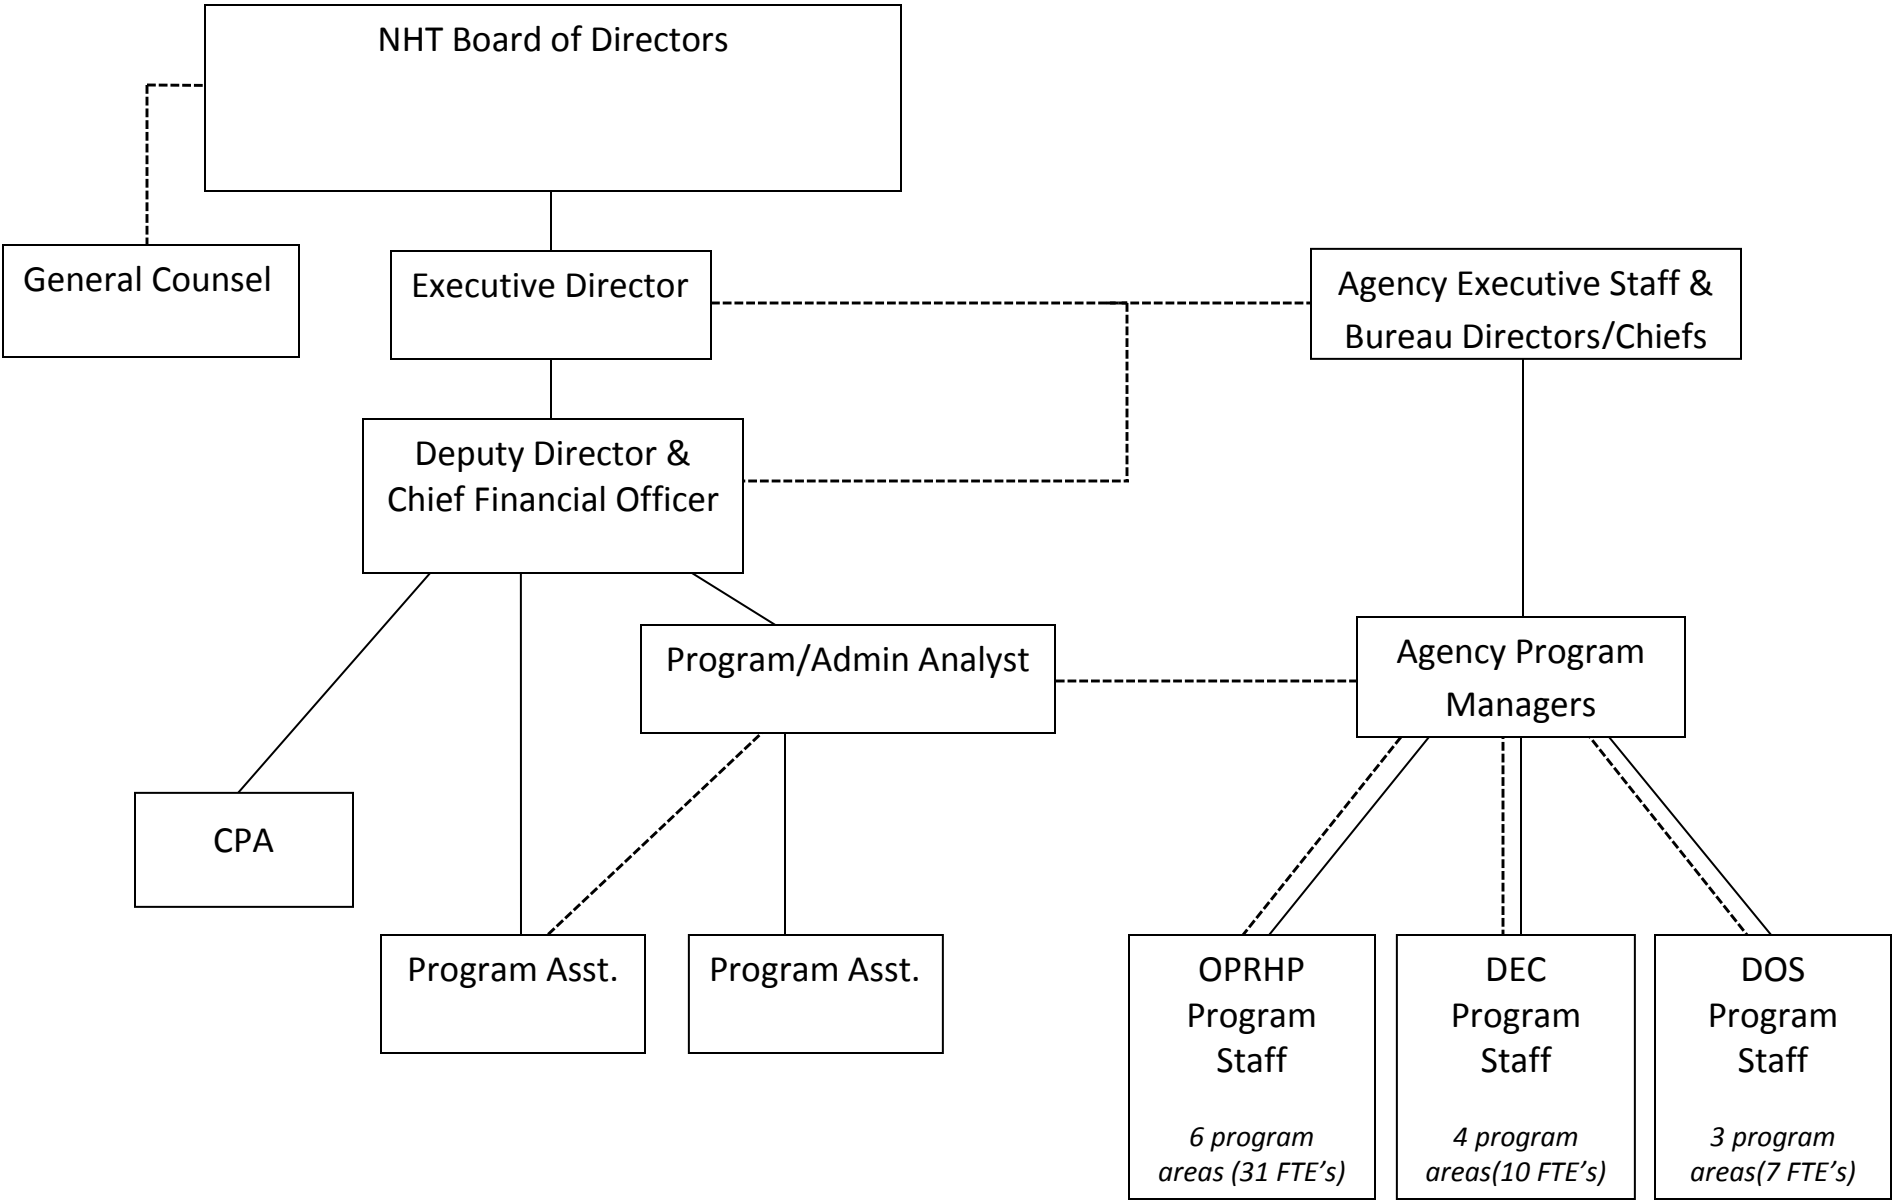 NHT Board of Directors
General Counsel
Executive Director
Agency Executive Staff &
Bureau Directors/Chiefs
Deputy Director &
Chief Financial Officer
Program/Admin Analyst
Agency Program
Managers
CPA
Program Asst.
Program Asst.
OPRHP
Program
Staff
6 program
areas (31 FTE’s)
DEC
Program
Staff
4 program
areas(10 FTE’s)
DOS
Program
Staff
3 program
areas(7 FTE’s)